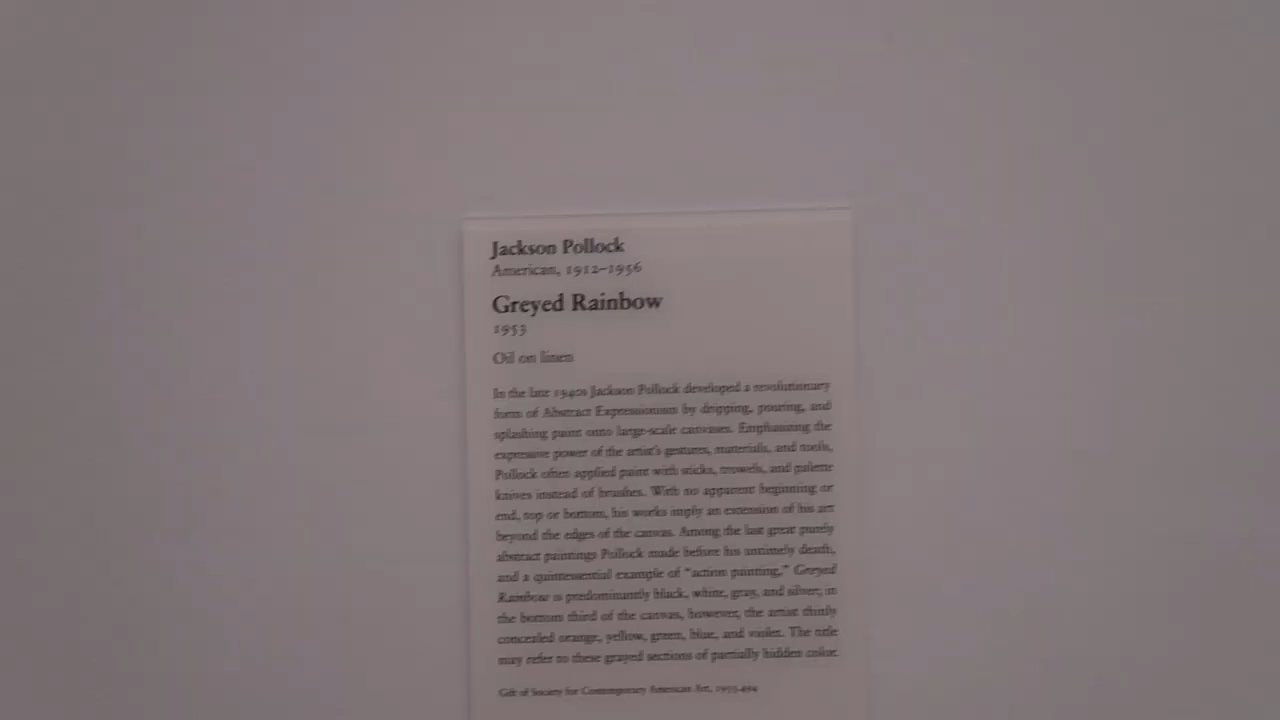 Jackson Pollock
American, 1912–1956
Greyed Rainbow
1953
Oil on linen
In the late 1940s Jackson Pollock developed a revolutionary
form of Abstract Expressionism by dripping, pouring, and
splashing paint onto large-scale canvases. Emphasizing the
expressive power of the artist's gestures, materials, and tools,
Pollock often applied paint with sticks, trowels, and palette
knives instead of brushes. With no apparent beginning or
end, top or bottom, his works imply an extension of his art
beyond the edges of the canvas. Among the last great purely
abstract paintings Pollock made before his untimely death,
and a quintessential example of “action painting,” Greyed
Rainbow is predominantly black, white, gray, and silver; in
the bottom third of the canvas, however, the artist thinly
concealed orange, yellow, green, blue, and violet. The title
may refer to these grayed sections of partially hidden color.
Gift of Society for Contemporary American Art, 1955.494